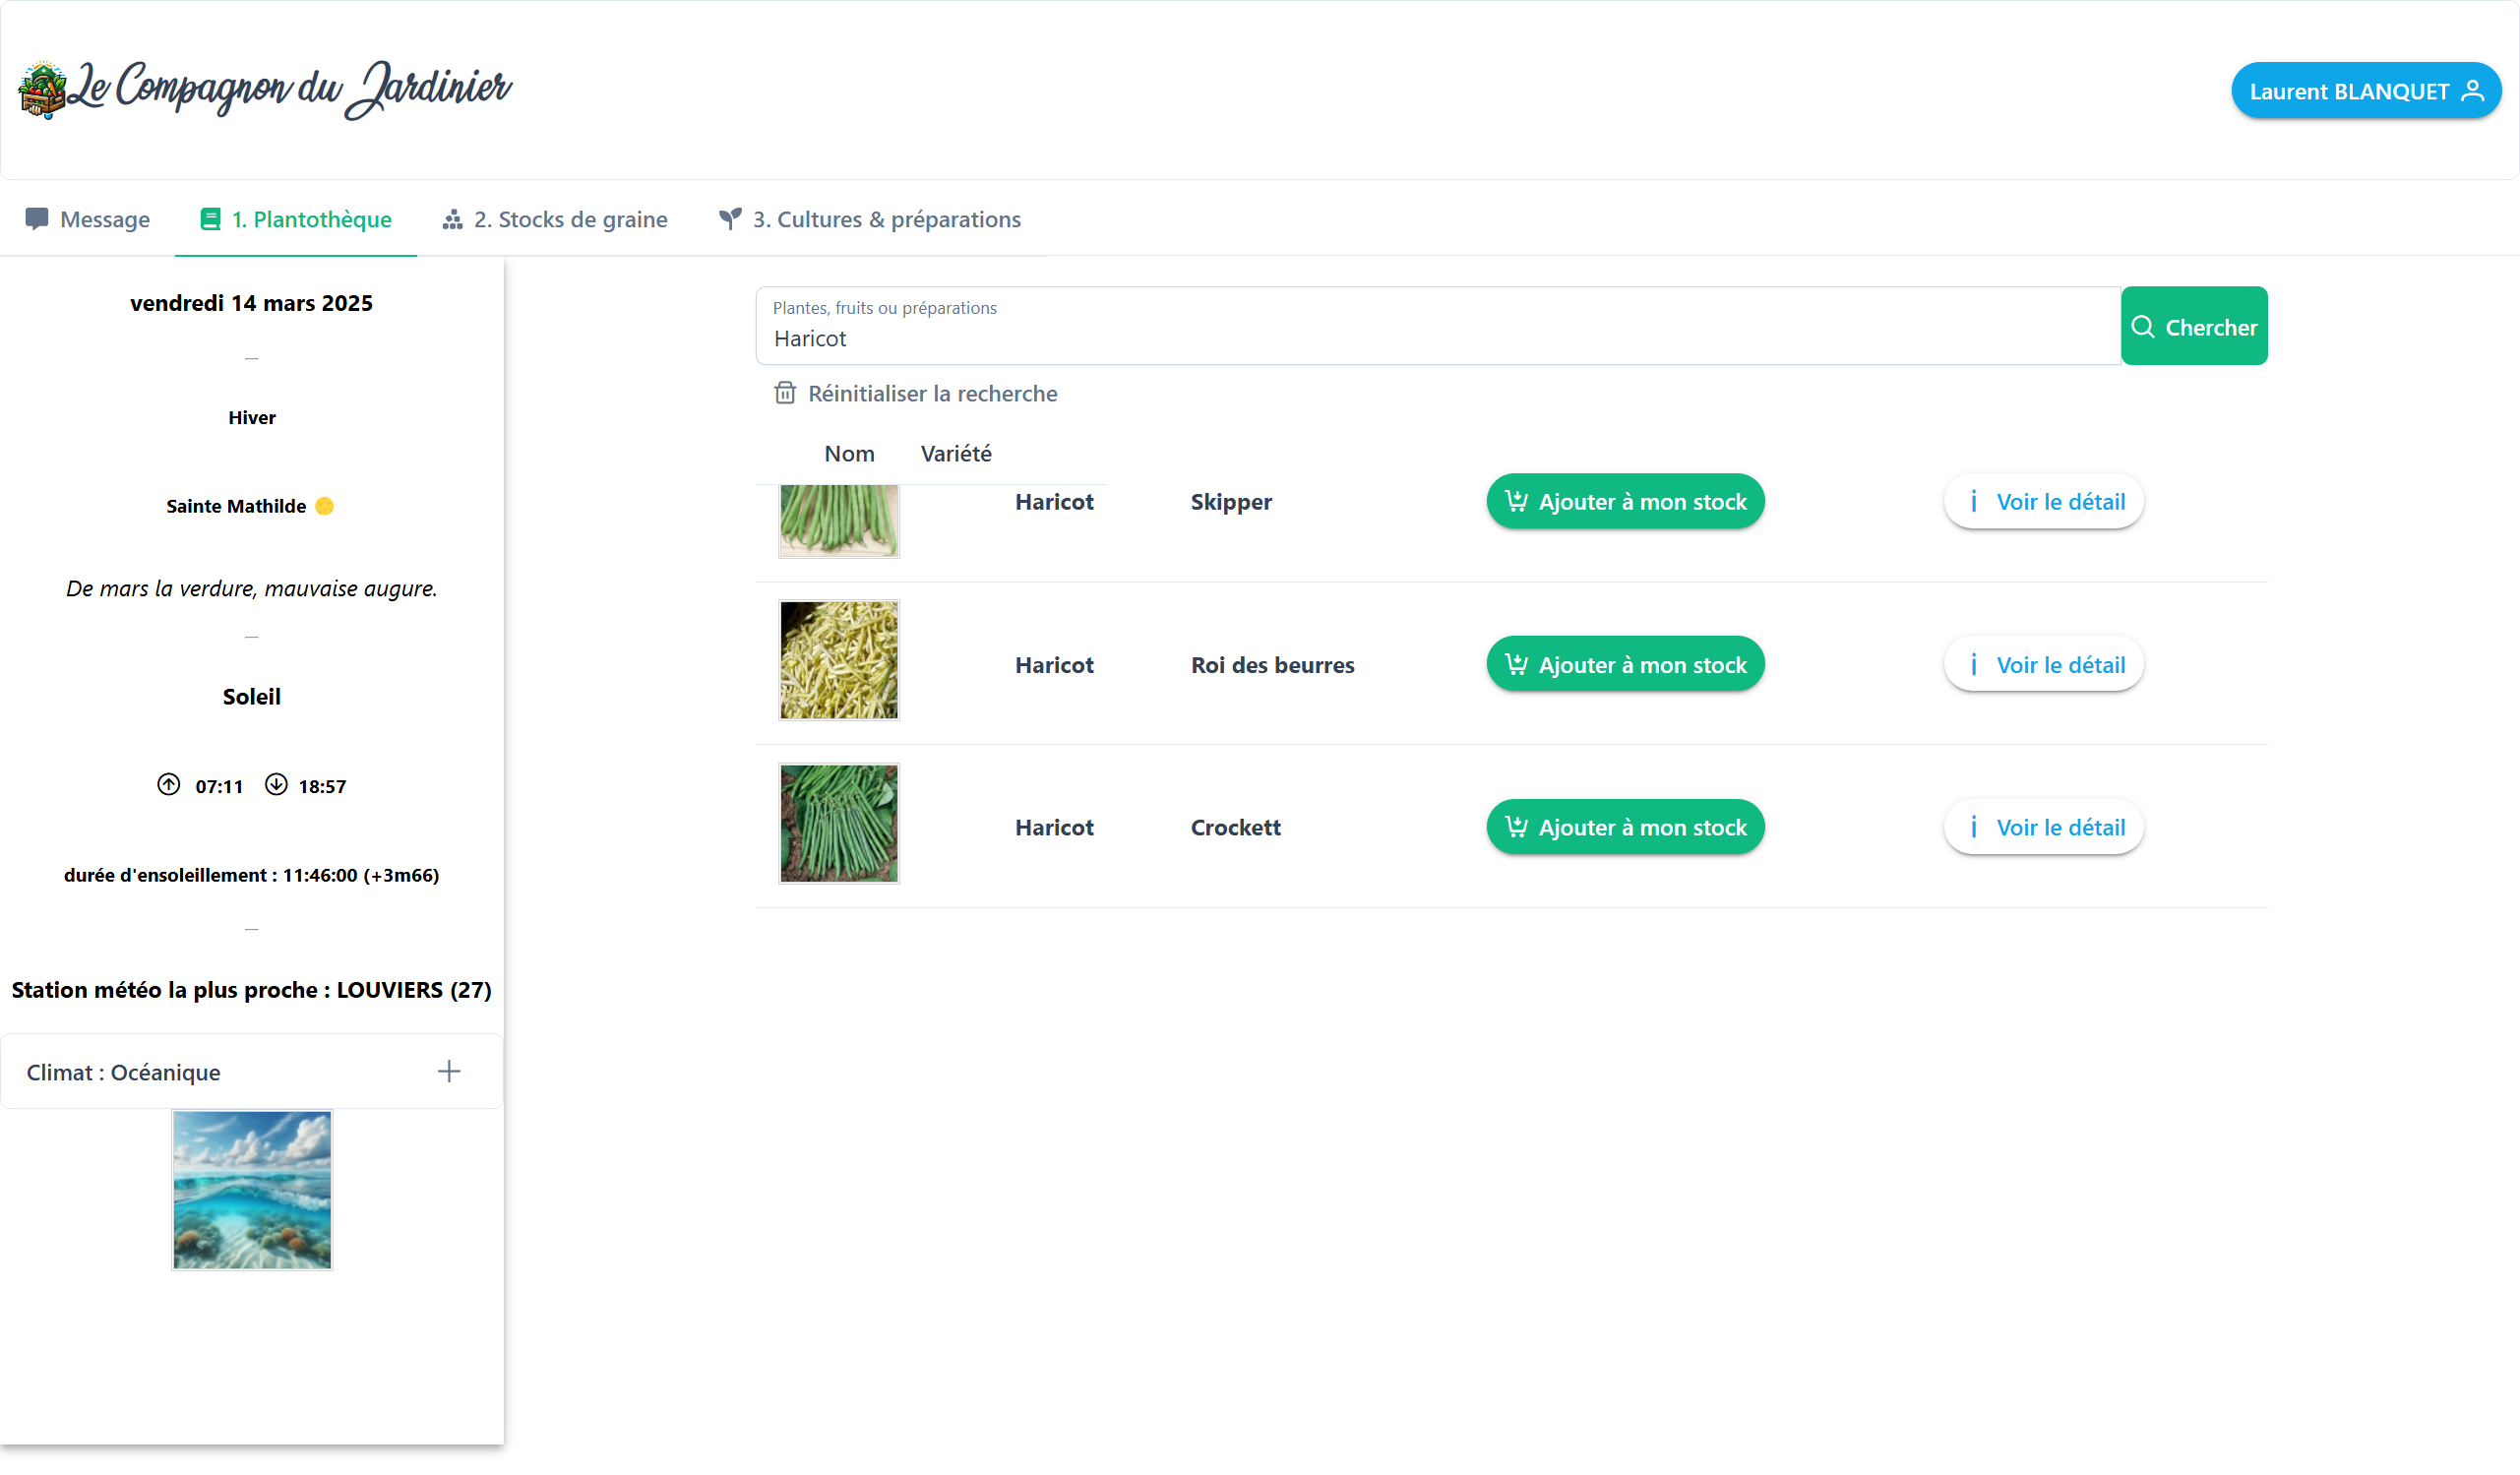 Le Compagnon du Jardinier
Laurent BLANQUET
Message
1. Plantothèque
2. Stocks de graine
3. Cultures & préparations
vendredi 14 mars 2025
—
Hiver
Sainte Mathilde
De mars la verdure, mauvaise augure.
—
Soleil
07:11 18:57
durée d'ensoleillement : 11:46:00 (+3m66)
—
Station météo la plus proche : LOUVIERS (27)
Climat : Océanique
Plantes, fruits ou préparations
Haricot
Chercher
Réinitialiser la recherche
Nom Variété
Haricot Skipper Ajouter à mon stock Voir le détail
Haricot Roi des beurres Ajouter à mon stock Voir le détail
Haricot Crockett Ajouter à mon stock Voir le détail